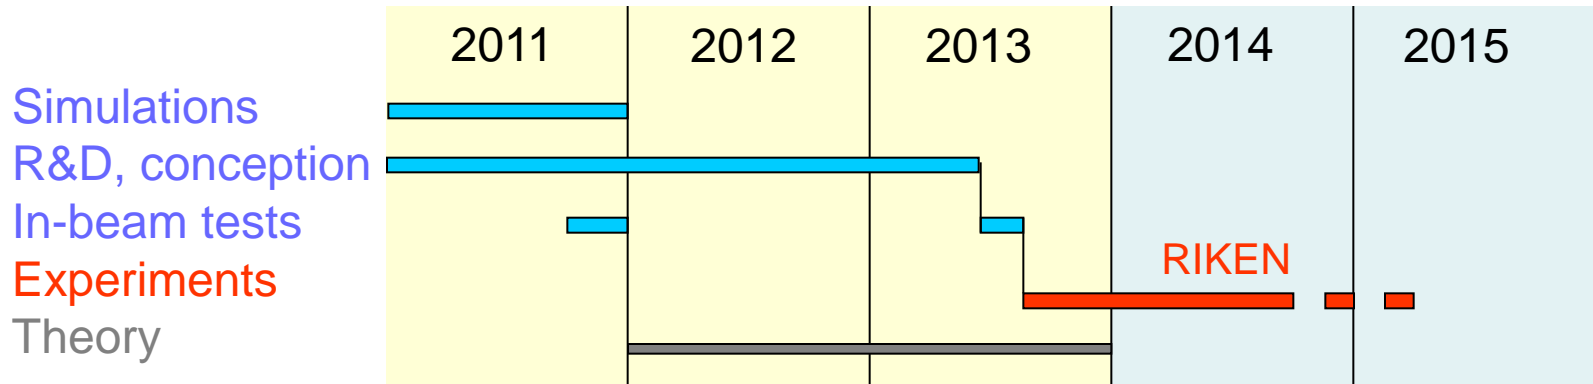 2011 2012 2013 2014 2015
Simulations
R&D, conception
In-beam tests
RIKEN
Experiments
Theory